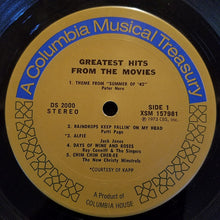 A Columbia Musical Treasury
GREATEST HITS
FROM THE MOVIES
1. THEME FROM "SUMMER OF '42"
Peter Nero
DS 2000
STEREO
SIDE 1
XSM 157981
Ⓟ 1973 CBS, Inc.
2. RAINDROPS KEEP FALLIN' ON MY HEAD
Patti Page
3. ALFIE
Jack Jones
4. DAYS OF WINE AND ROSES
Ray Conniff & The Singers
5. CHIM CHIM CHER-EE
The New Christy Minstrels
*COURTESY OF KAPP
A Product of
COLUMBIA HOUSE